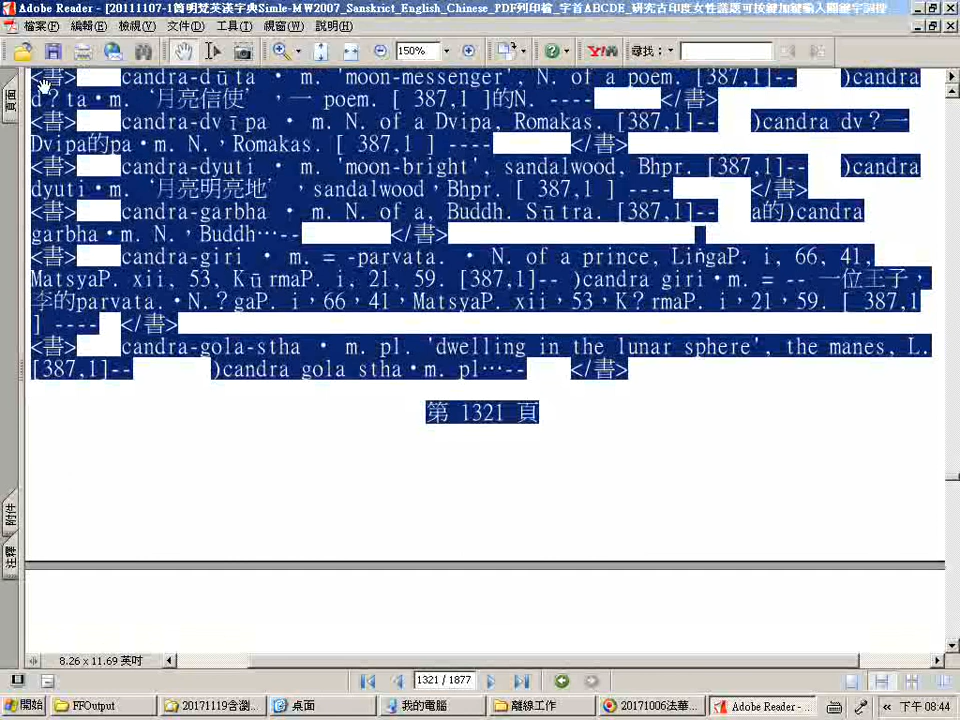 Adobe Reader - [20111107-1簡明梵英漢字典Simle-MW2007_Sanskrict_English_Chinese_PDF列印檔_字首ABCDE_研究古印度女性議題可按鍵加鍵輸入關鍵字詞搜
檔案(F) 編輯(E) 檢視(V) 文件(D) 工具(T) 視窗(W) 說明(H)
150% Y! 尋找:
頁面
<書> candra-dūta • m. 'moon-messenger', N. of a poem. [387,1]-- )candra
d?ta•m.‘月亮信使’，一 poem. [ 387,1 ]的N. ---- </書>
<書> candra-dvīpa • m. N. of a Dvipa, Romakas. [387,1]-- )candra dv?一
Dvipa的pa•m. N.，Romakas. [ 387,1 ] ---- </書>
<書> candra-dyuti • m. 'moon-bright', sandalwood, Bhpr. [387,1]-- )candra
dyuti•m.‘月亮明亮地’，sandalwood，Bhpr. [ 387,1 ] ---- </書>
<書> candra-garbha • m. N. of a, Buddh. Sūtra. [387,1]-- a的)candra
garbha•m. N.，Buddh…-- </書>
<書> candra-giri • m. = -parvata. • N. of a prince, LiṅgaP. i, 66, 41,
MatsyaP. xii, 53, KūrmaP. i, 21, 59. [387,1]-- )candra giri•m. = -- 一位王子，
李的parvata.•N.？gaP. i，66，41，MatsyaP. xii，53，K？rmaP. i，21，59. [ 387,1
] ---- </書>
<書> candra-gola-stha • m. pl. 'dwelling in the lunar sphere', the manes, L.
[387,1]-- )candra gola stha•m. pl…-- </書>
第 1321 頁
附件
注釋
8.26 x 11.69 英吋
1321 / 1877
開始 FFOutput 20171119含瀏... 桌面 我的電腦 離線工作 20171006法華... Adobe Reader - ... « 下午 08:44